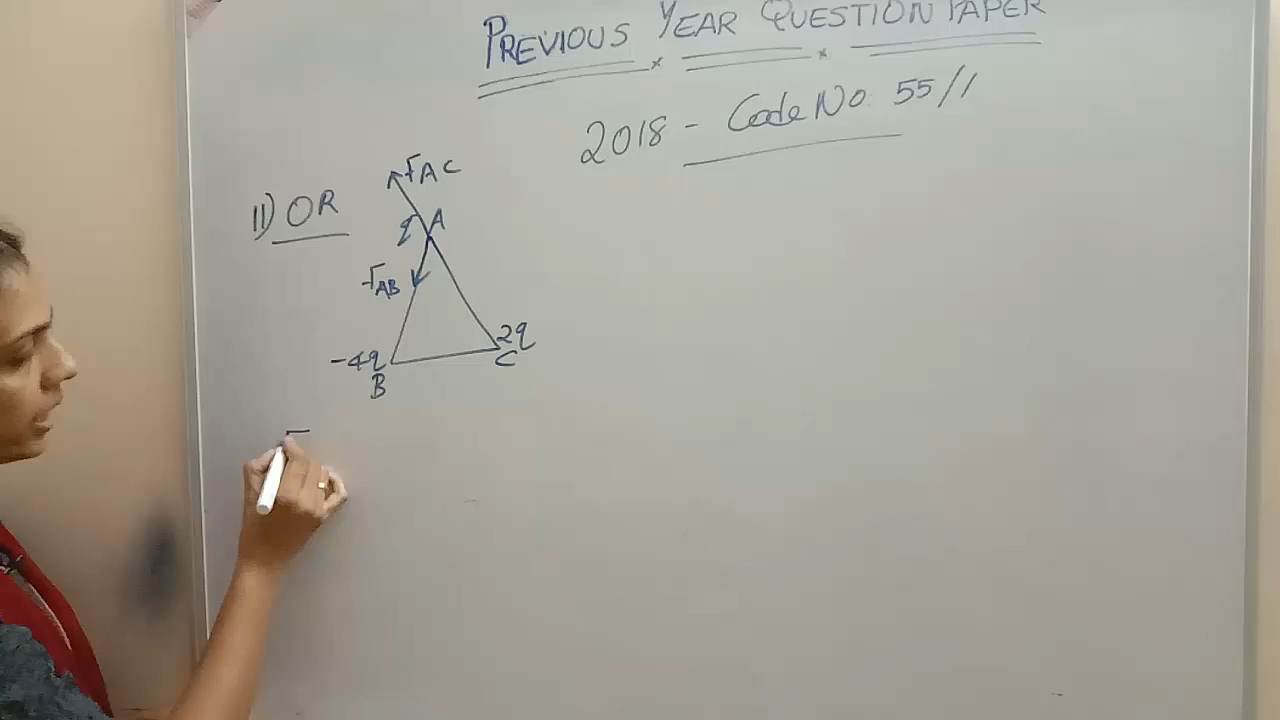 PREVIOUS YEAR QUESTION PAPER
2018 - Code No. 55/1
11) OR
FAC
q A
FAB
-4q
B
2q
C